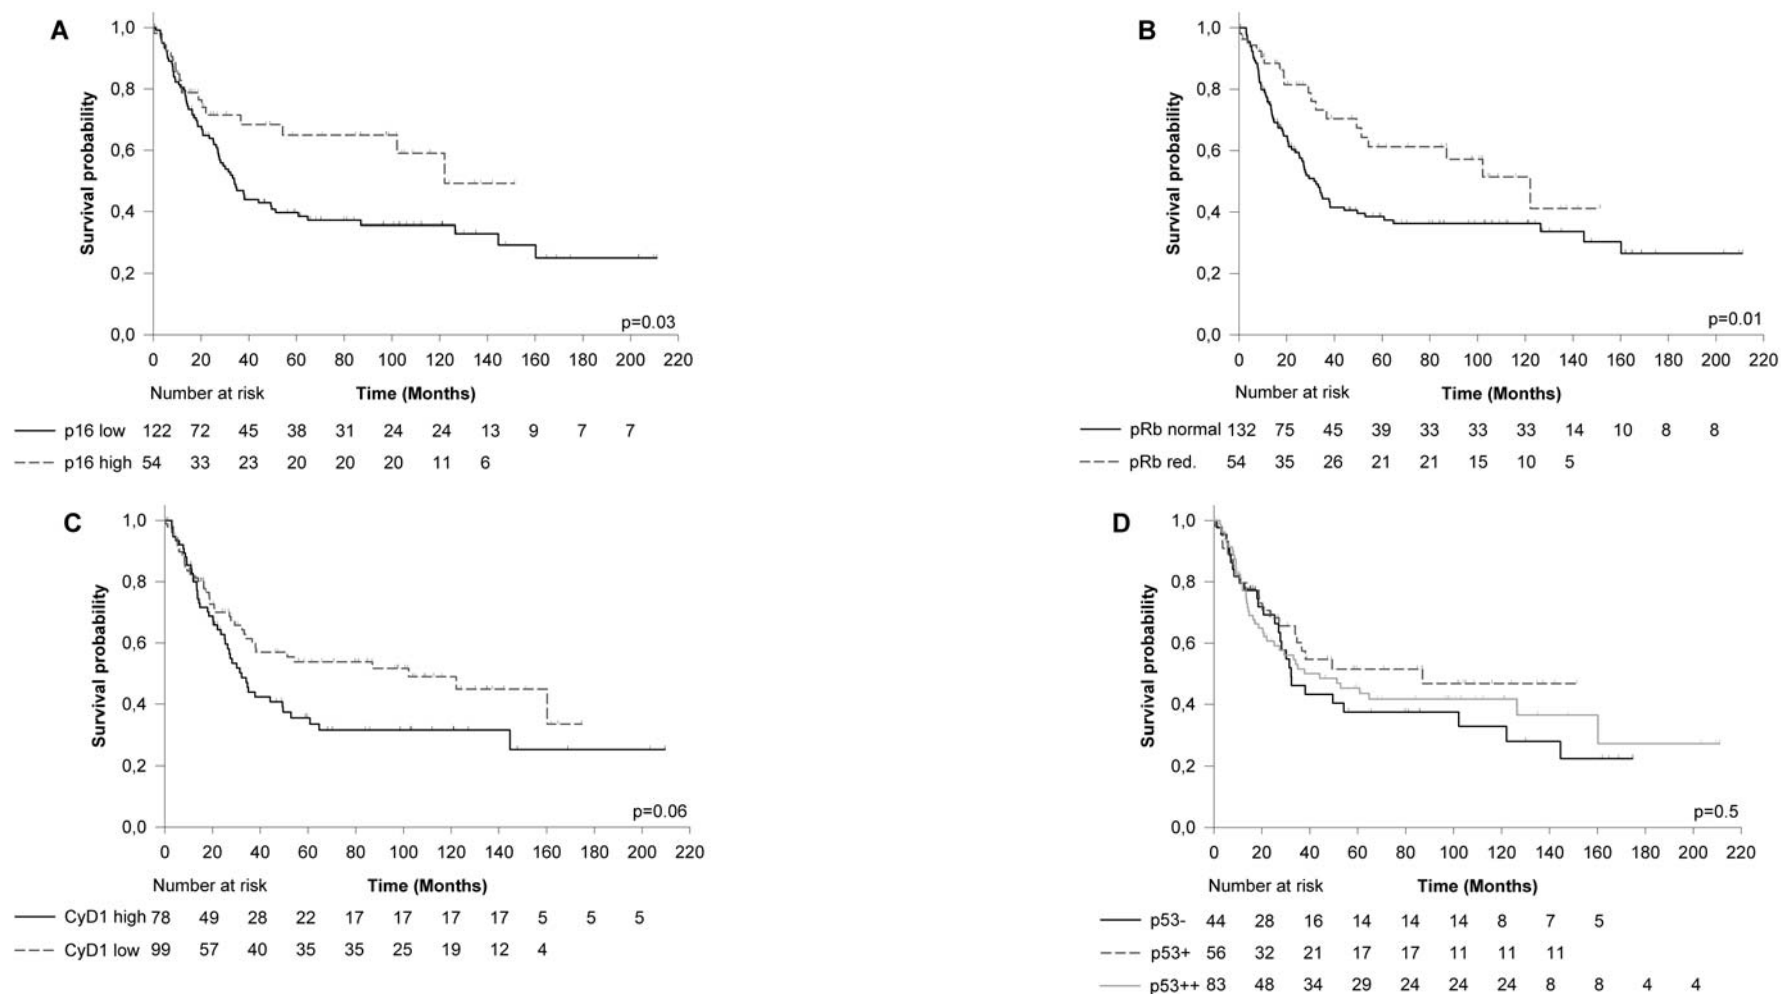 A
Survival probability
1,0
0,8
0,6
0,4
0,2
0,0
p=0.03
0 20 40 60 80 100 120 140 160 180 200 220
Number at risk Time (Months)
p16 low 122 72 45 38 31 24 24 13 9 7 7
p16 high 54 33 23 20 20 20 11 6
B
Survival probability
1,0
0,8
0,6
0,4
0,2
0,0
p=0.01
0 20 40 60 80 100 120 140 160 180 200 220
Number at risk Time (Months)
pRb normal 132 75 45 39 33 33 33 14 10 8 8
pRb red. 54 35 26 21 21 15 10 5
C
Survival probability
1,0
0,8
0,6
0,4
0,2
0,0
p=0.06
0 20 40 60 80 100 120 140 160 180 200 220
Number at risk Time (Months)
CyD1 high 78 49 28 22 17 17 17 17 5 5 5
CyD1 low 99 57 40 35 35 25 19 12 4
D
Survival probability
1,0
0,8
0,6
0,4
0,2
0,0
p=0.5
0 20 40 60 80 100 120 140 160 180 200 220
Number at risk Time (Months)
p53- 44 28 16 14 14 14 8 7 5
p53+ 56 32 21 17 17 11 11 11
p53++ 83 48 34 29 24 24 24 8 8 4 4